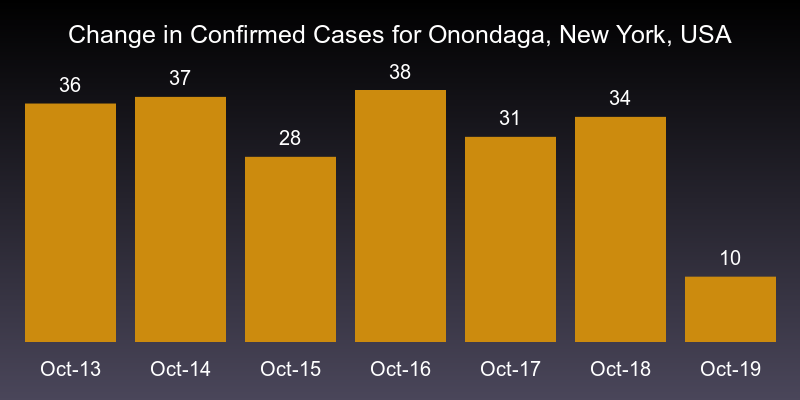 Change in Confirmed Cases for Onondaga, New York, USA
36
37
28
38
31
34
10
Oct-13
Oct-14
Oct-15
Oct-16
Oct-17
Oct-18
Oct-19